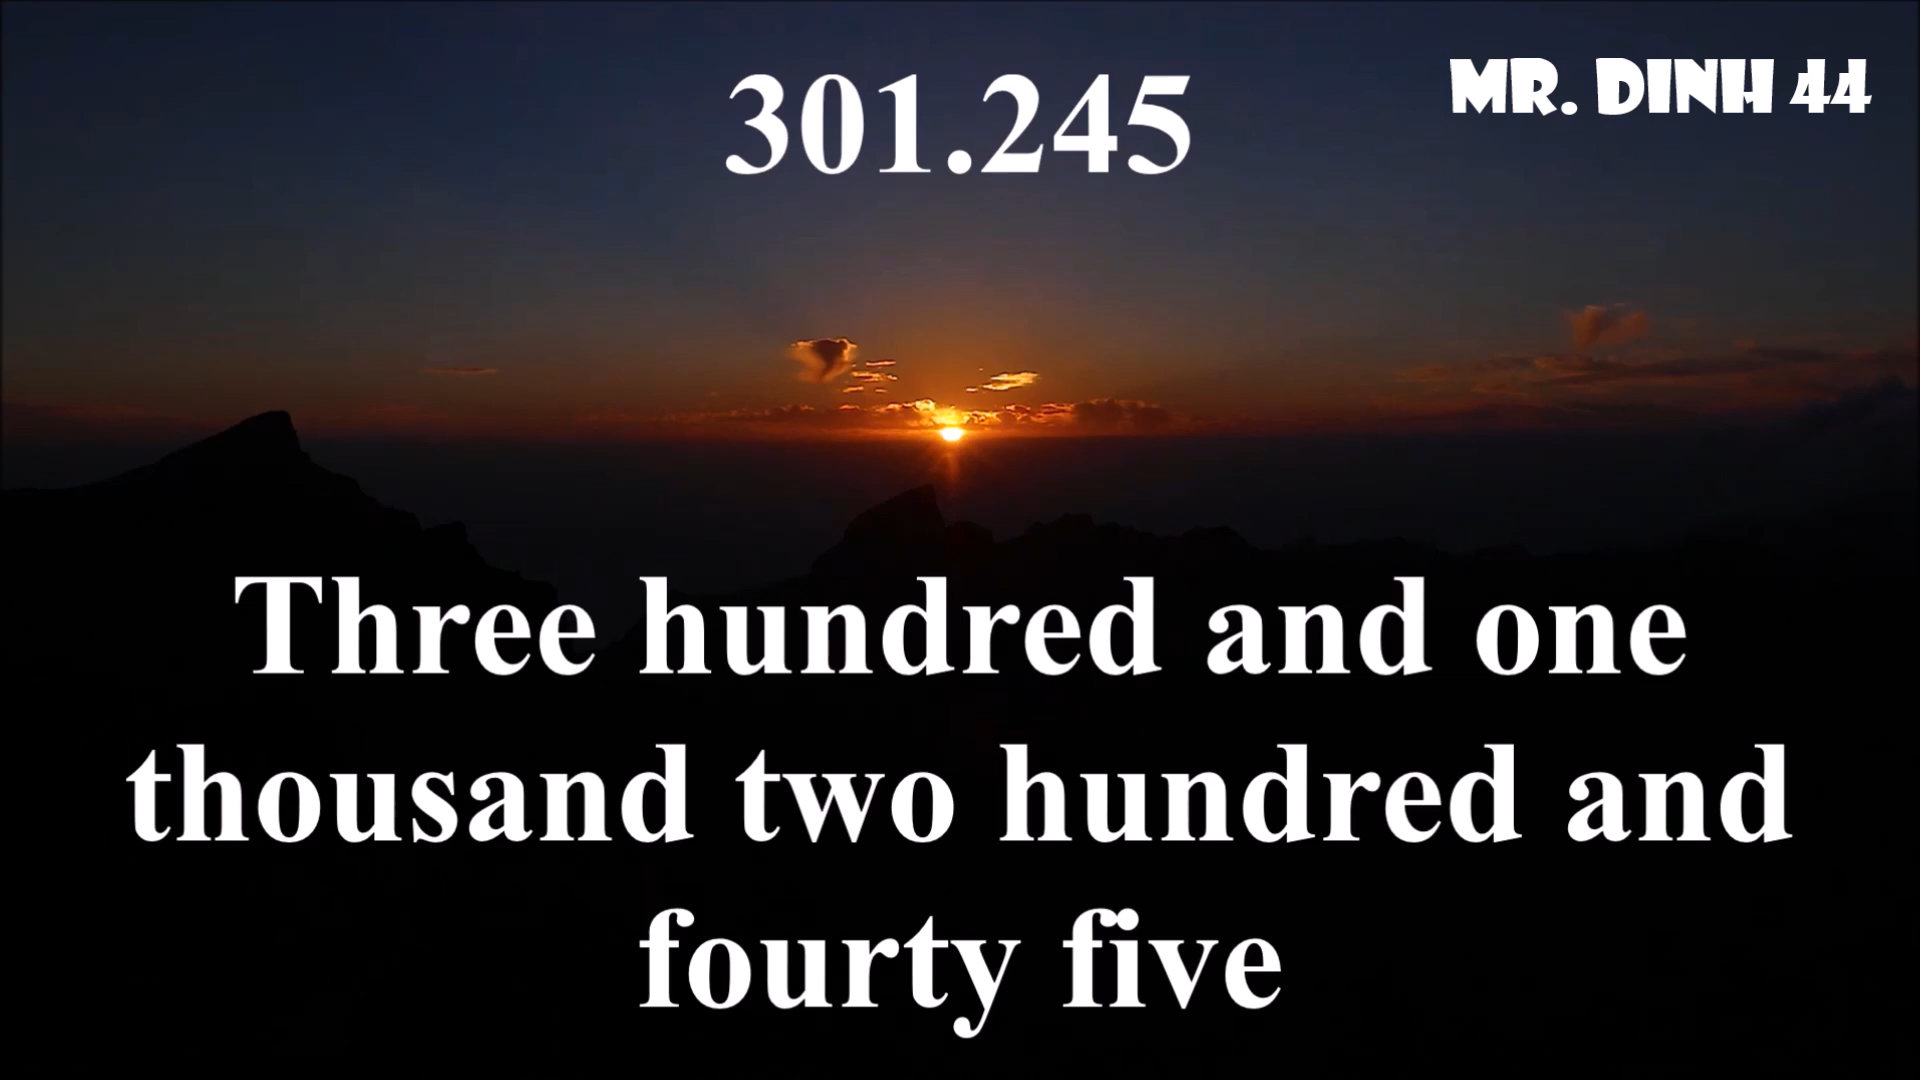 301.245
MR. DINH 44
Three hundred and one
thousand two hundred and
fourty five